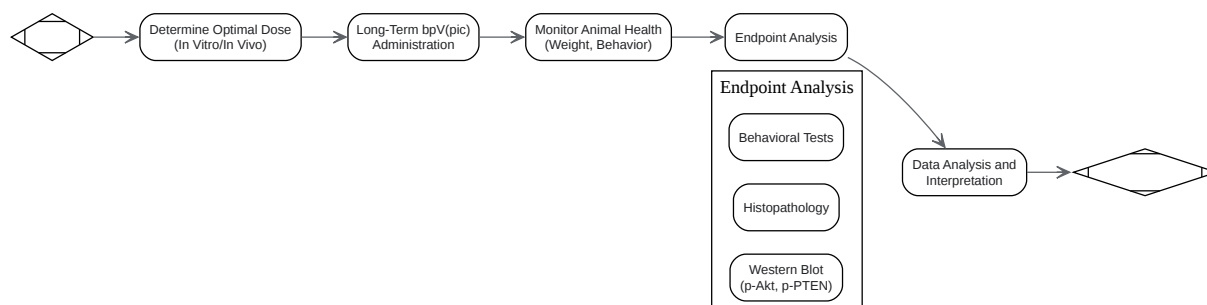 Determine Optimal Dose
(In Vitro/In Vivo)
Long-Term bpV(pic)
Administration
Monitor Animal Health
(Weight, Behavior)
Endpoint Analysis
Endpoint Analysis
Behavioral Tests
Histopathology
Western Blot
(p-Akt, p-PTEN)
Data Analysis and
Interpretation